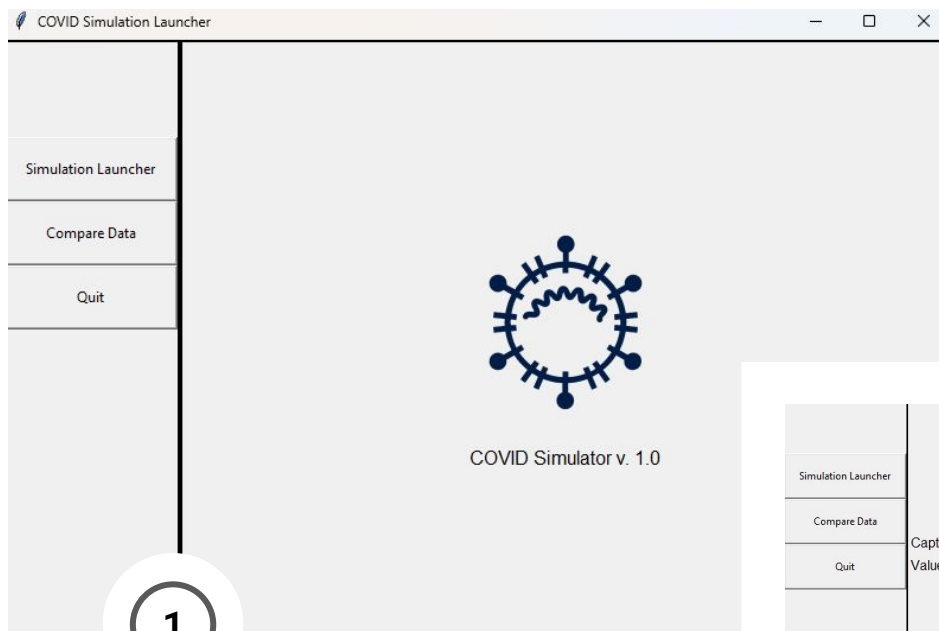 COVID Simulation Launcher
Simulation Launcher
Compare Data
Quit
COVID Simulator v. 1.0
1
Simulation Launcher
Compare Data
Quit